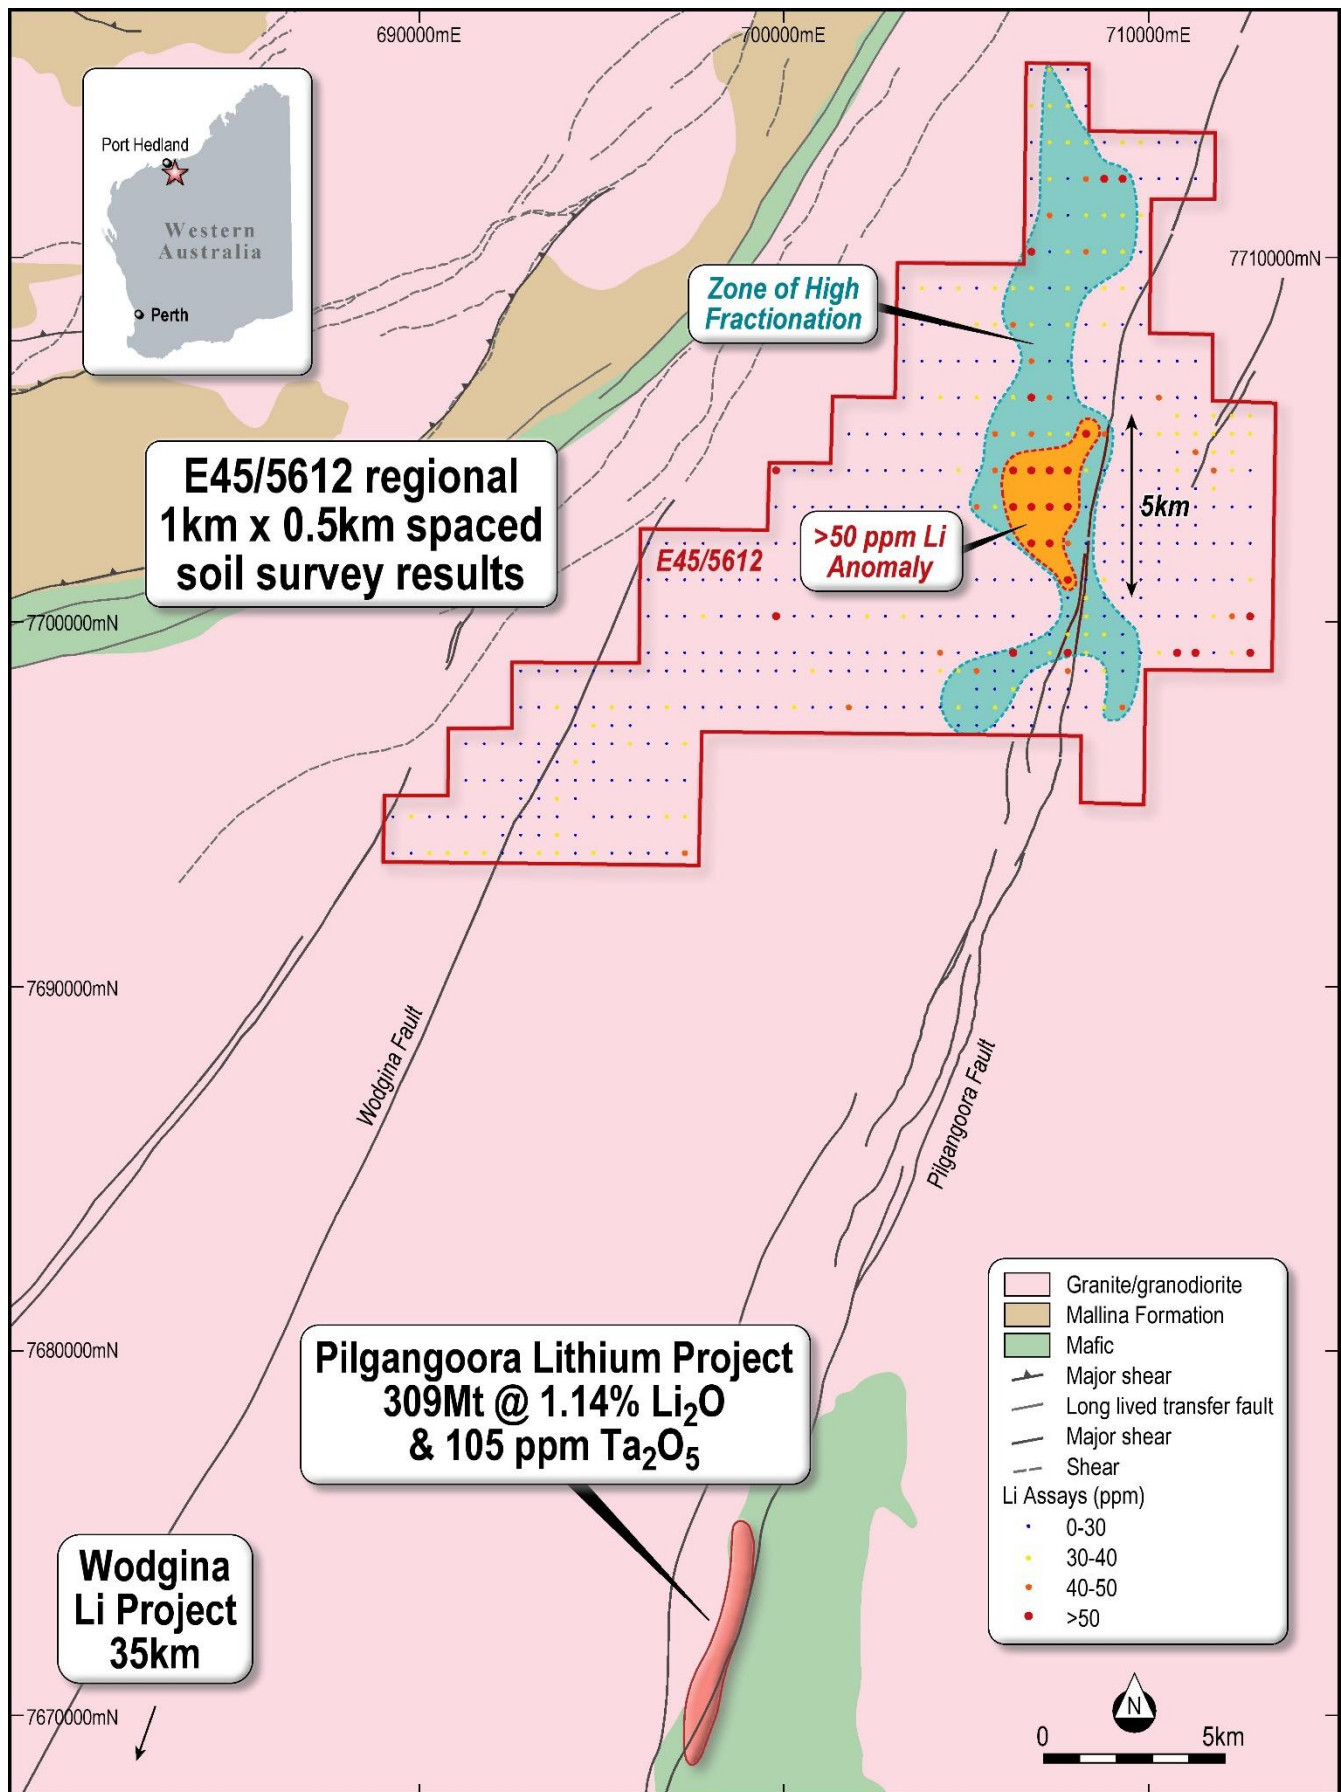 690000mE
700000mE
710000mE
Port Hedland
Western
Australia
Perth
7710000mN
Zone of High
Fractionation
E45/5612 regional
1km x 0.5km spaced
soil survey results
5km
>50 ppm Li
Anomaly
E45/5612
7700000mN
7690000mN
Wodgina Fault
Pilgangoora Fault
7680000mN
Pilgangoora Lithium Project
309Mt @ 1.14% Li₂O
& 105 ppm Ta₂O₅
Granite/granodiorite
Mallina Formation
Mafic
Major shear
Long lived transfer fault
Major shear
Shear
Li Assays (ppm)
0-30
30-40
40-50
>50
Wodgina
Li Project
35km
7670000mN
N
0 5km